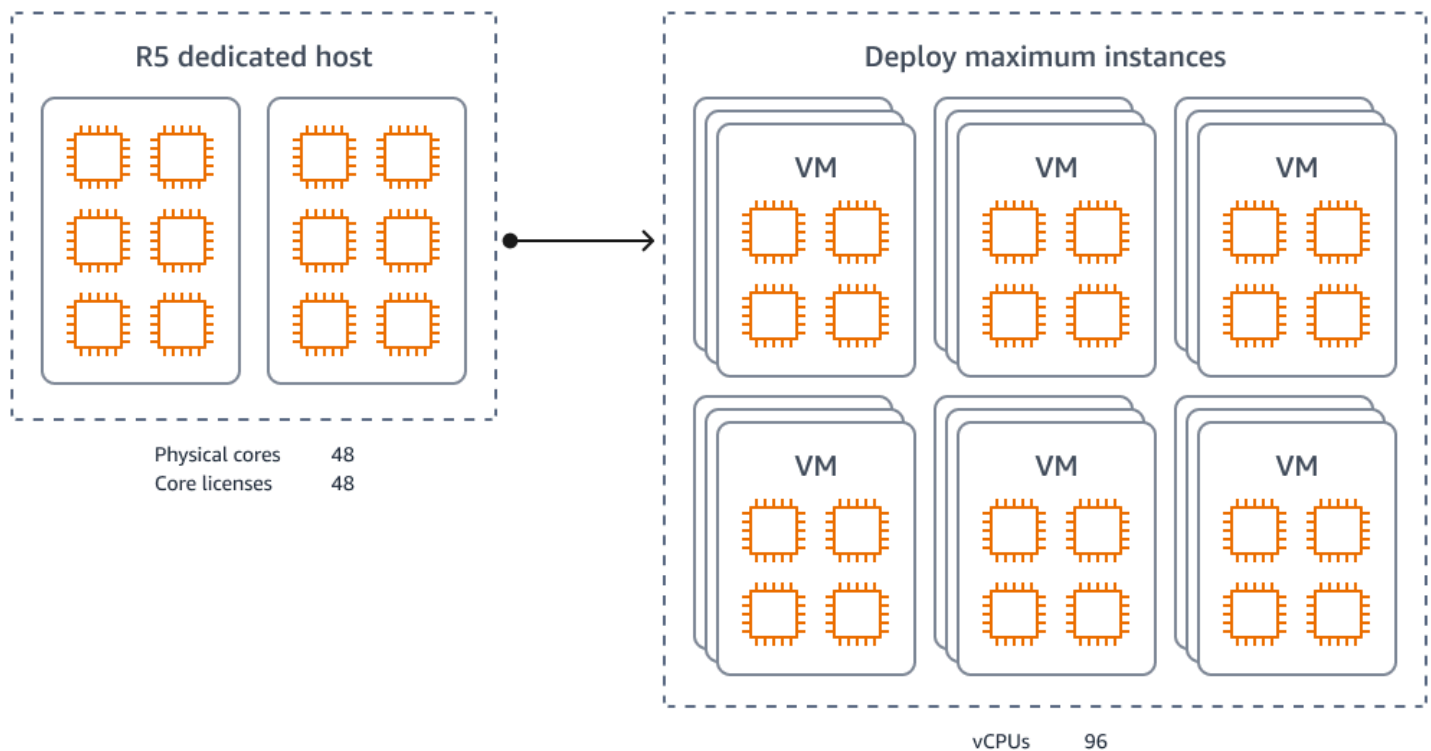 R5 dedicated host
Deploy maximum instances
VM
VM
VM
VM
VM
VM
Physical cores 48
Core licenses 48
vCPUs 96